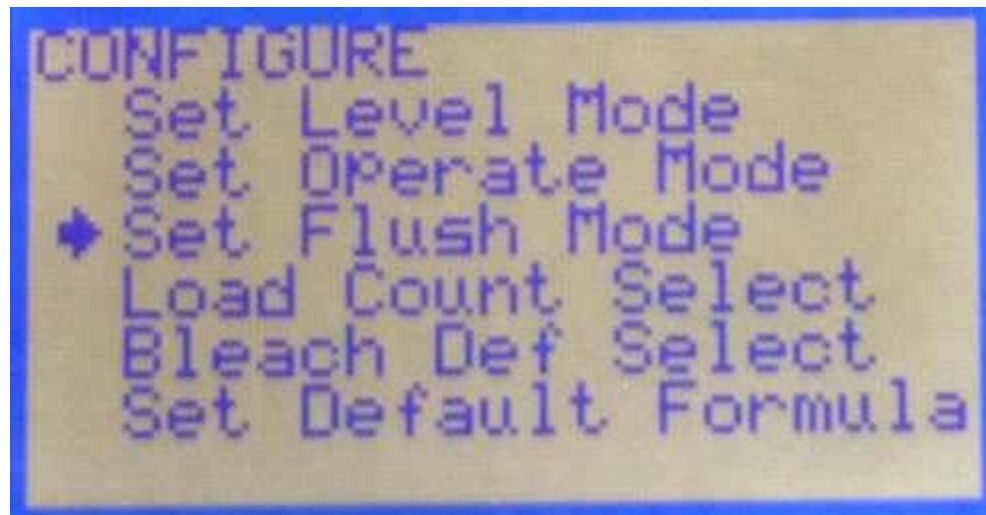 CONFIGURE
Set Level Mode
Set Operate Mode
Set Flush Mode
Load Count Select
Bleach Def Select
Set Default Formula